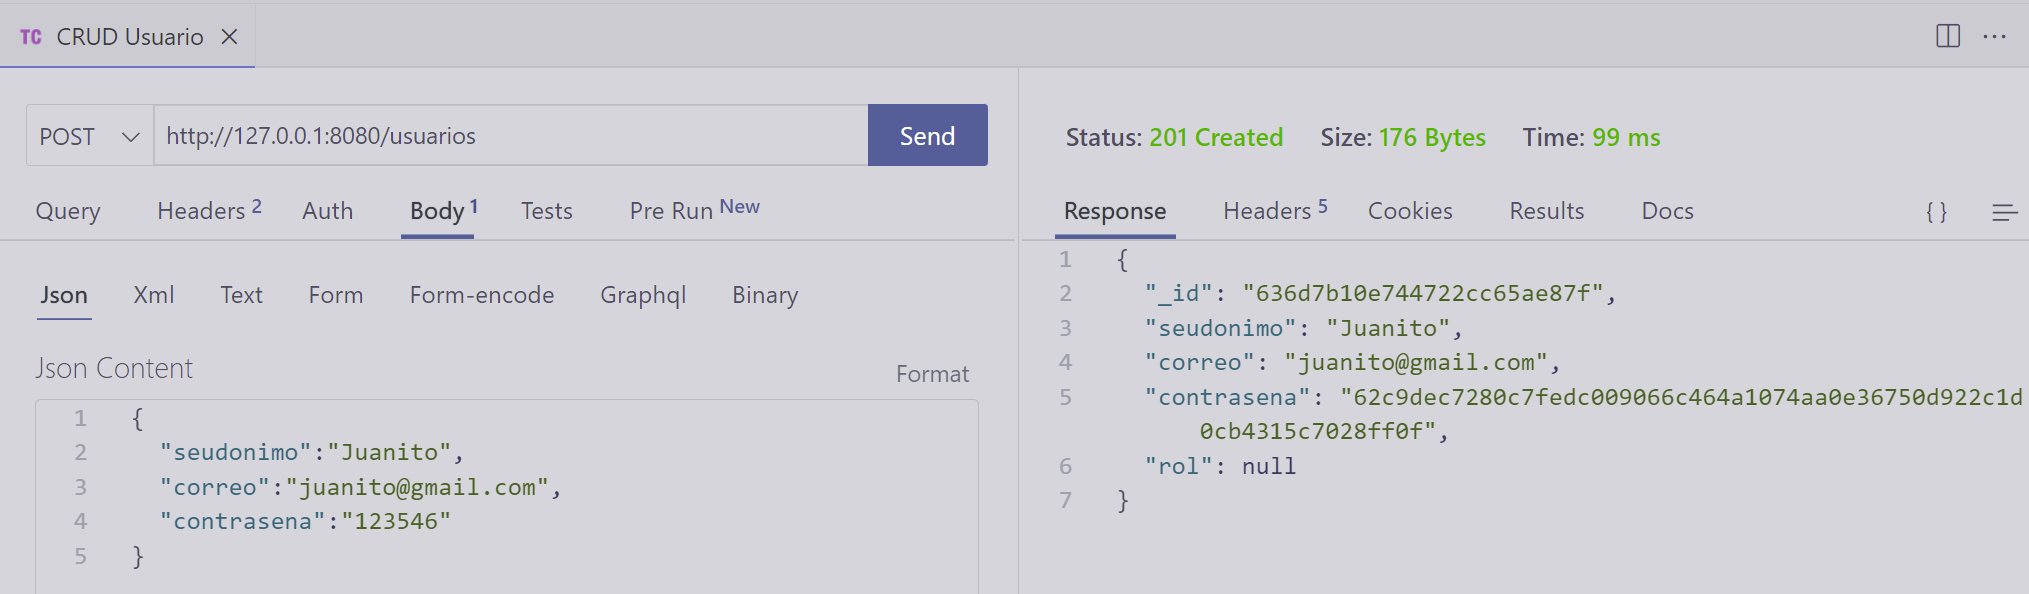 TC CRUD Usuario
POST http://127.0.0.1:8080/usuarios Send
Query Headers 2 Auth Body 1 Tests Pre Run New
Json Xml Text Form Form-encode Graphql Binary
Json Content Format
1 {
2 "seudonimo":"Juanito",
3 "correo":"juanito@gmail.com",
4 "contrasena":"123546"
5 }
Status: 201 Created Size: 176 Bytes Time: 99 ms
Response Headers 5 Cookies Results Docs { }
1 {
2 "_id": "636d7b10e744722cc65ae87f",
3 "seudonimo": "Juanito",
4 "correo": "juanito@gmail.com",
5 "contrasena": "62c9dec7280c7fedc009066c464a1074aa0e36750d922c1d
0cb4315c7028ff0f",
6 "rol": null
7 }